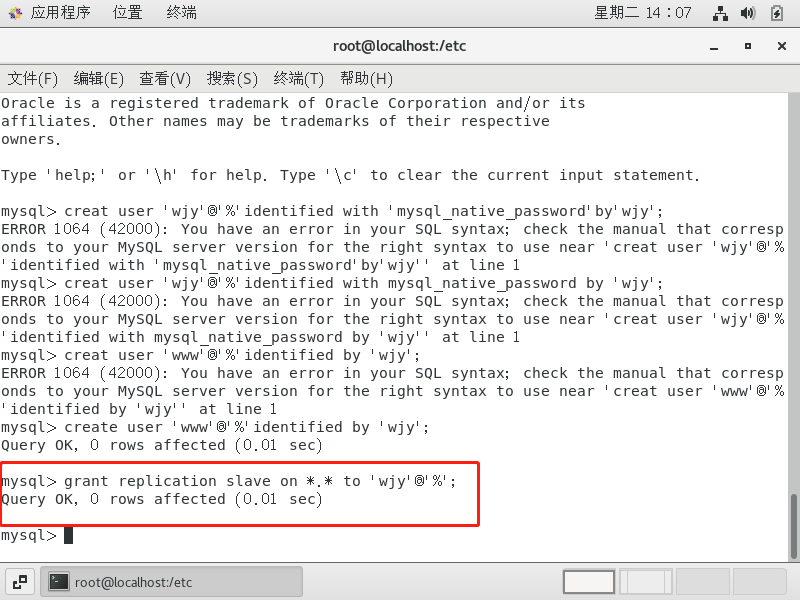 应用程序 位置 终端 星期二 14：07
root@localhost:/etc
文件(F) 编辑(E) 查看(V) 搜索(S) 终端(T) 帮助(H)
Oracle is a registered trademark of Oracle Corporation and/or its
affiliates. Other names may be trademarks of their respective
owners.
Type 'help;' or '\h' for help. Type '\c' to clear the current input statement.
mysql> creat user 'wjy'@'%'identified with 'mysql_native_password'by'wjy';
ERROR 1064 (42000): You have an error in your SQL syntax; check the manual that corresp
onds to your MySQL server version for the right syntax to use near 'creat user 'wjy'@'%
'identified with 'mysql_native_password'by'wjy'' at line 1
mysql> creat user 'wjy'@'%'identified with mysql_native_password by 'wjy';
ERROR 1064 (42000): You have an error in your SQL syntax; check the manual that corresp
onds to your MySQL server version for the right syntax to use near 'creat user 'wjy'@'%
'identified with mysql_native_password by 'wjy'' at line 1
mysql> creat user 'www'@'%'identified by 'wjy';
ERROR 1064 (42000): You have an error in your SQL syntax; check the manual that corresp
onds to your MySQL server version for the right syntax to use near 'creat user 'www'@'%
'identified by 'wjy'' at line 1
mysql> create user 'www'@'%'identified by 'wjy';
Query OK, 0 rows affected (0.01 sec)
mysql> grant replication slave on *.* to 'wjy'@'%';
Query OK, 0 rows affected (0.01 sec)
mysql>
root@localhost:/etc